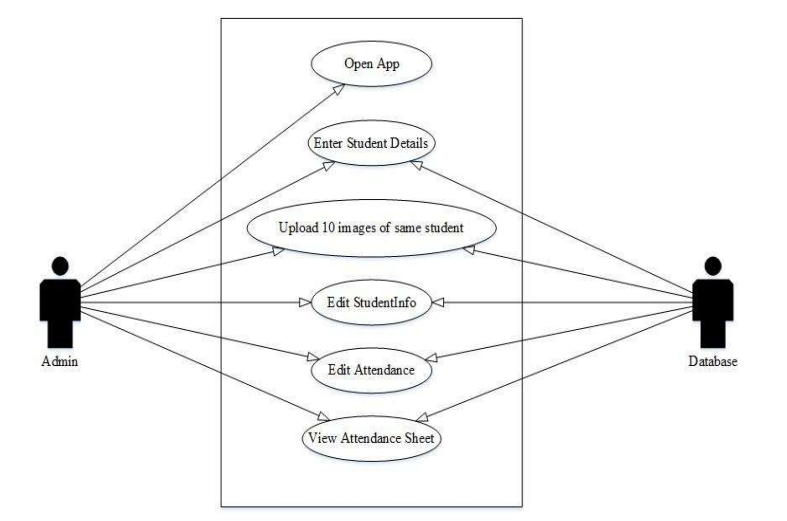 Open App
Enter Student Details
Upload 10 images of same student
Edit StudentInfo
Edit Attendance
View Attendance Sheet
Admin
Database